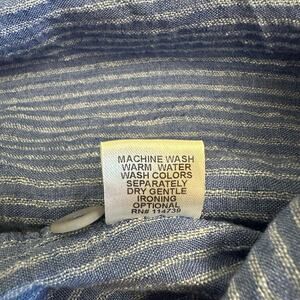 MACHINE WASH
WARM WATER
WASH COLORS
SEPARATELY
DRY GENTLE
IRONING
OPTIONAL
RN# 114739